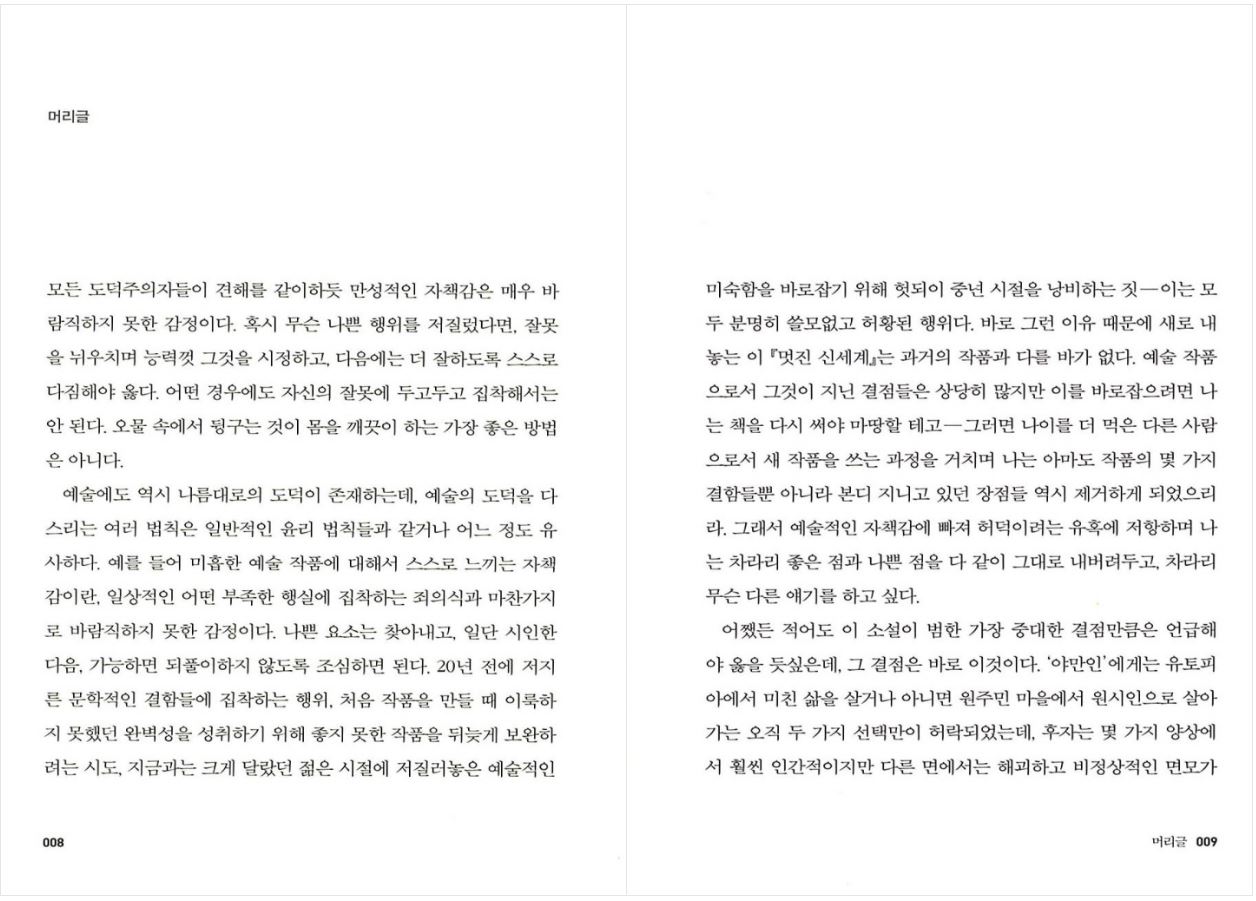 머리글
모든 도덕주의자들이 견해를 같이하듯 만성적인 자책감은 매우 바
람직하지 못한 감정이다. 혹시 무슨 나쁜 행위를 저질렀다면, 잘못
을 뉘우치며 능력껏 그것을 시정하고, 다음에는 더 잘하도록 스스로
다짐해야 옳다. 어떤 경우에도 자신의 잘못에 두고두고 집착해서는
안 된다. 오물 속에서 뒹구는 것이 몸을 깨끗이 하는 가장 좋은 방법
은 아니다.
예술에도 역시 나름대로의 도덕이 존재하는데, 예술의 도덕을 다
스리는 여러 법칙은 일반적인 윤리 법칙들과 같거나 어느 정도 유
사하다. 예를 들어 미흡한 예술 작품에 대해서 스스로 느끼는 자책
감이란, 일상적인 어떤 부족한 행실에 집착하는 죄의식과 마찬가지
로 바람직하지 못한 감정이다. 나쁜 요소는 찾아내고, 일단 시인한
다음, 가능하면 되풀이하지 않도록 조심하면 된다. 20년 전에 저지
른 문학적인 결함들에 집착하는 행위, 처음 작품을 만들 때 이룩하
지 못했던 완벽성을 성취하기 위해 좋지 못한 작품을 뒤늦게 보완하
려는 시도, 지금과는 크게 달랐던 젊은 시절에 저질러놓은 예술적인
008
미숙함을 바로잡기 위해 헛되이 중년 시절을 낭비하는 짓—이는 모
두 분명히 쓸모없고 허황된 행위다. 바로 그런 이유 때문에 새로 내
놓는 이 『멋진 신세계』는 과거의 작품과 다를 바가 없다. 예술 작품
으로서 그것이 지닌 결점들은 상당히 많지만 이를 바로잡으려면 나
는 책을 다시 써야 마땅할 테고—그러면 나이를 더 먹은 다른 사람
으로서 새 작품을 쓰는 과정을 거치며 나는 아마도 작품의 몇 가지
결함들뿐 아니라 본디 지니고 있던 장점들 역시 제거하게 되었으리
라. 그래서 예술적인 자책감에 빠져 허덕이려는 유혹에 저항하며 나
는 차라리 좋은 점과 나쁜 점을 다 같이 그대로 내버려두고, 차라리
무슨 다른 얘기를 하고 싶다.
어쨌든 적어도 이 소설이 범한 가장 중대한 결점만큼은 언급해
야 옳을 듯싶은데, 그 결점은 바로 이것이다. ‘야만인’에게는 유토피
아에서 미친 삶을 살거나 아니면 원주민 마을에서 원시인으로 살아
가는 오직 두 가지 선택만이 허락되었는데, 후자는 몇 가지 양상에
서 훨씬 인간적이지만 다른 면에서는 해괴하고 비정상적인 면모가
머리글 009